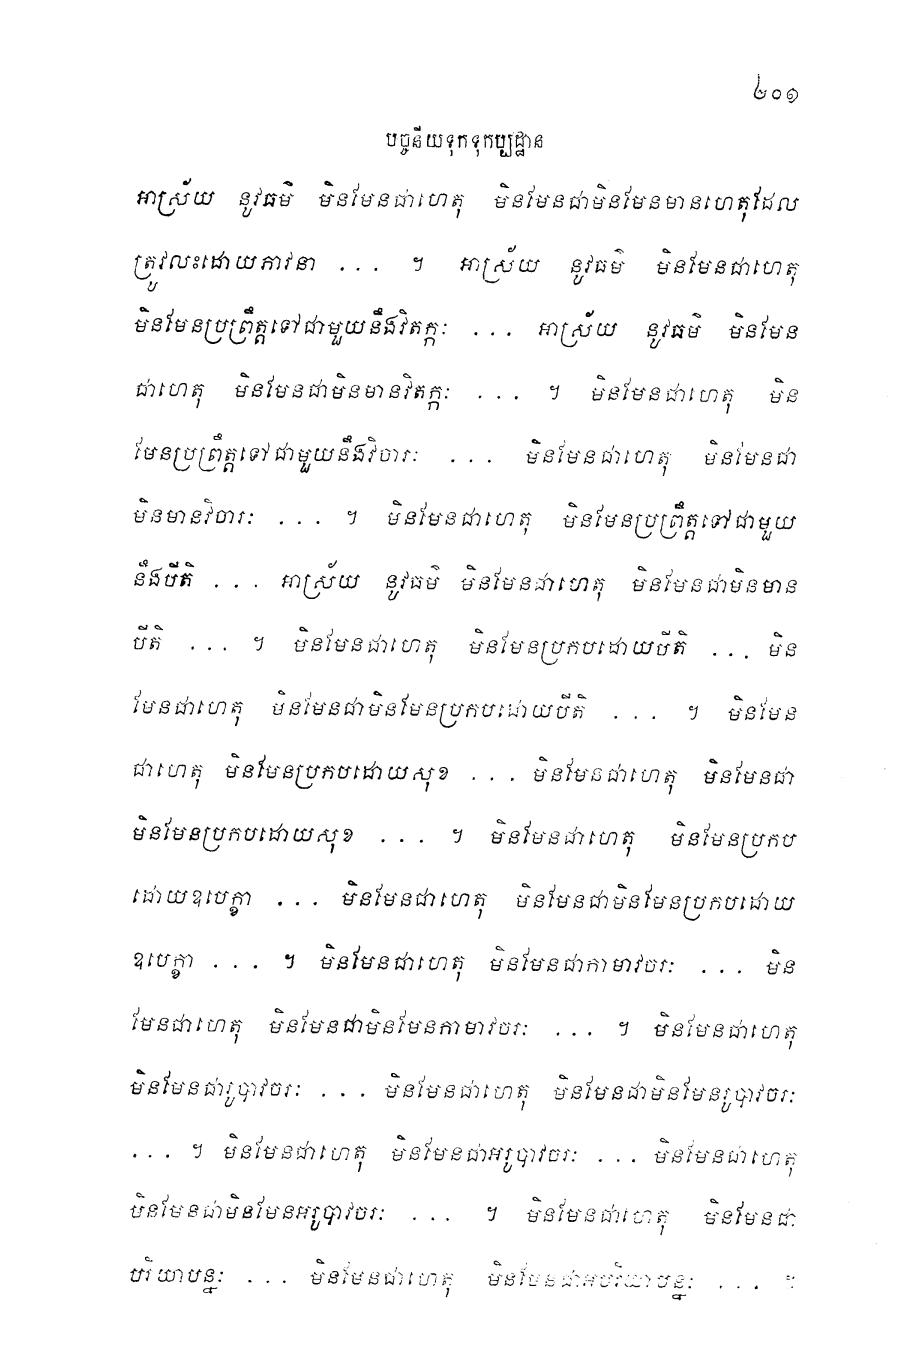 ២០១
បច្ចនីយទុកទុកប្បដ្ឋាន
អាស្រ័យ នូវធម៌ មិនមែនជាហេតុ មិនមែនជាមិនមែនមានហេតុដែល
ត្រូវលះដោយភាវនា ... ។ អាស្រ័យ នូវធម៌ មិនមែនជាហេតុ
មិនមែនប្រព្រឹត្តទៅជាមួយនឹងវិតក្កៈ ... អាស្រ័យ នូវធម៌ មិនមែន
ជាហេតុ មិនមែនជាមិនមានវិតក្កៈ ... ។ មិនមែនជាហេតុ មិន
មែនប្រព្រឹត្តទៅជាមួយនឹងវិចារៈ ... មិនមែនជាហេតុ មិនមែនជា
មិនមានវិចារៈ ... ។ មិនមែនជាហេតុ មិនមែនប្រព្រឹត្តទៅជាមួយ
នឹងបីតិ ... អាស្រ័យ នូវធម៌ មិនមែនជាហេតុ មិនមែនជាមិនមាន
បីតិ ... ។ មិនមែនជាហេតុ មិនមែនប្រកបដោយបីតិ ... មិន
មែនជាហេតុ មិនមែនជាមិនមែនប្រកបដោយបីតិ ... ។ មិនមែន
ជាហេតុ មិនមែនប្រកបដោយសុខ ... មិនមែនជាហេតុ មិនមែនជា
មិនមែនប្រកបដោយសុខ ... ។ មិនមែនជាហេតុ មិនមែនប្រកប
ដោយឧបេក្ខា ... មិនមែនជាហេតុ មិនមែនជាមិនមែនប្រកបដោយ
ឧបេក្ខា ... ។ មិនមែនជាហេតុ មិនមែនជាកាមាវចរៈ ... មិន
មែនជាហេតុ មិនមែនជាមិនមែនកាមាវចរៈ ... ។ មិនមែនជាហេតុ
មិនមែនជារូបាវចរៈ ... មិនមែនជាហេតុ មិនមែនជាមិនមែនរូបាវចរៈ
... ។ មិនមែនជាហេតុ មិនមែនជាអរូបាវចរៈ ... មិនមែនជាហេតុ
មិនមែនជាមិនមែនអរូបាវចរៈ ... ។ មិនមែនជាហេតុ មិនមែនជា
បរិយាបន្នៈ ... មិនមែនជាហេតុ មិនមែនជាអបរិយាបន្នៈ ... ។